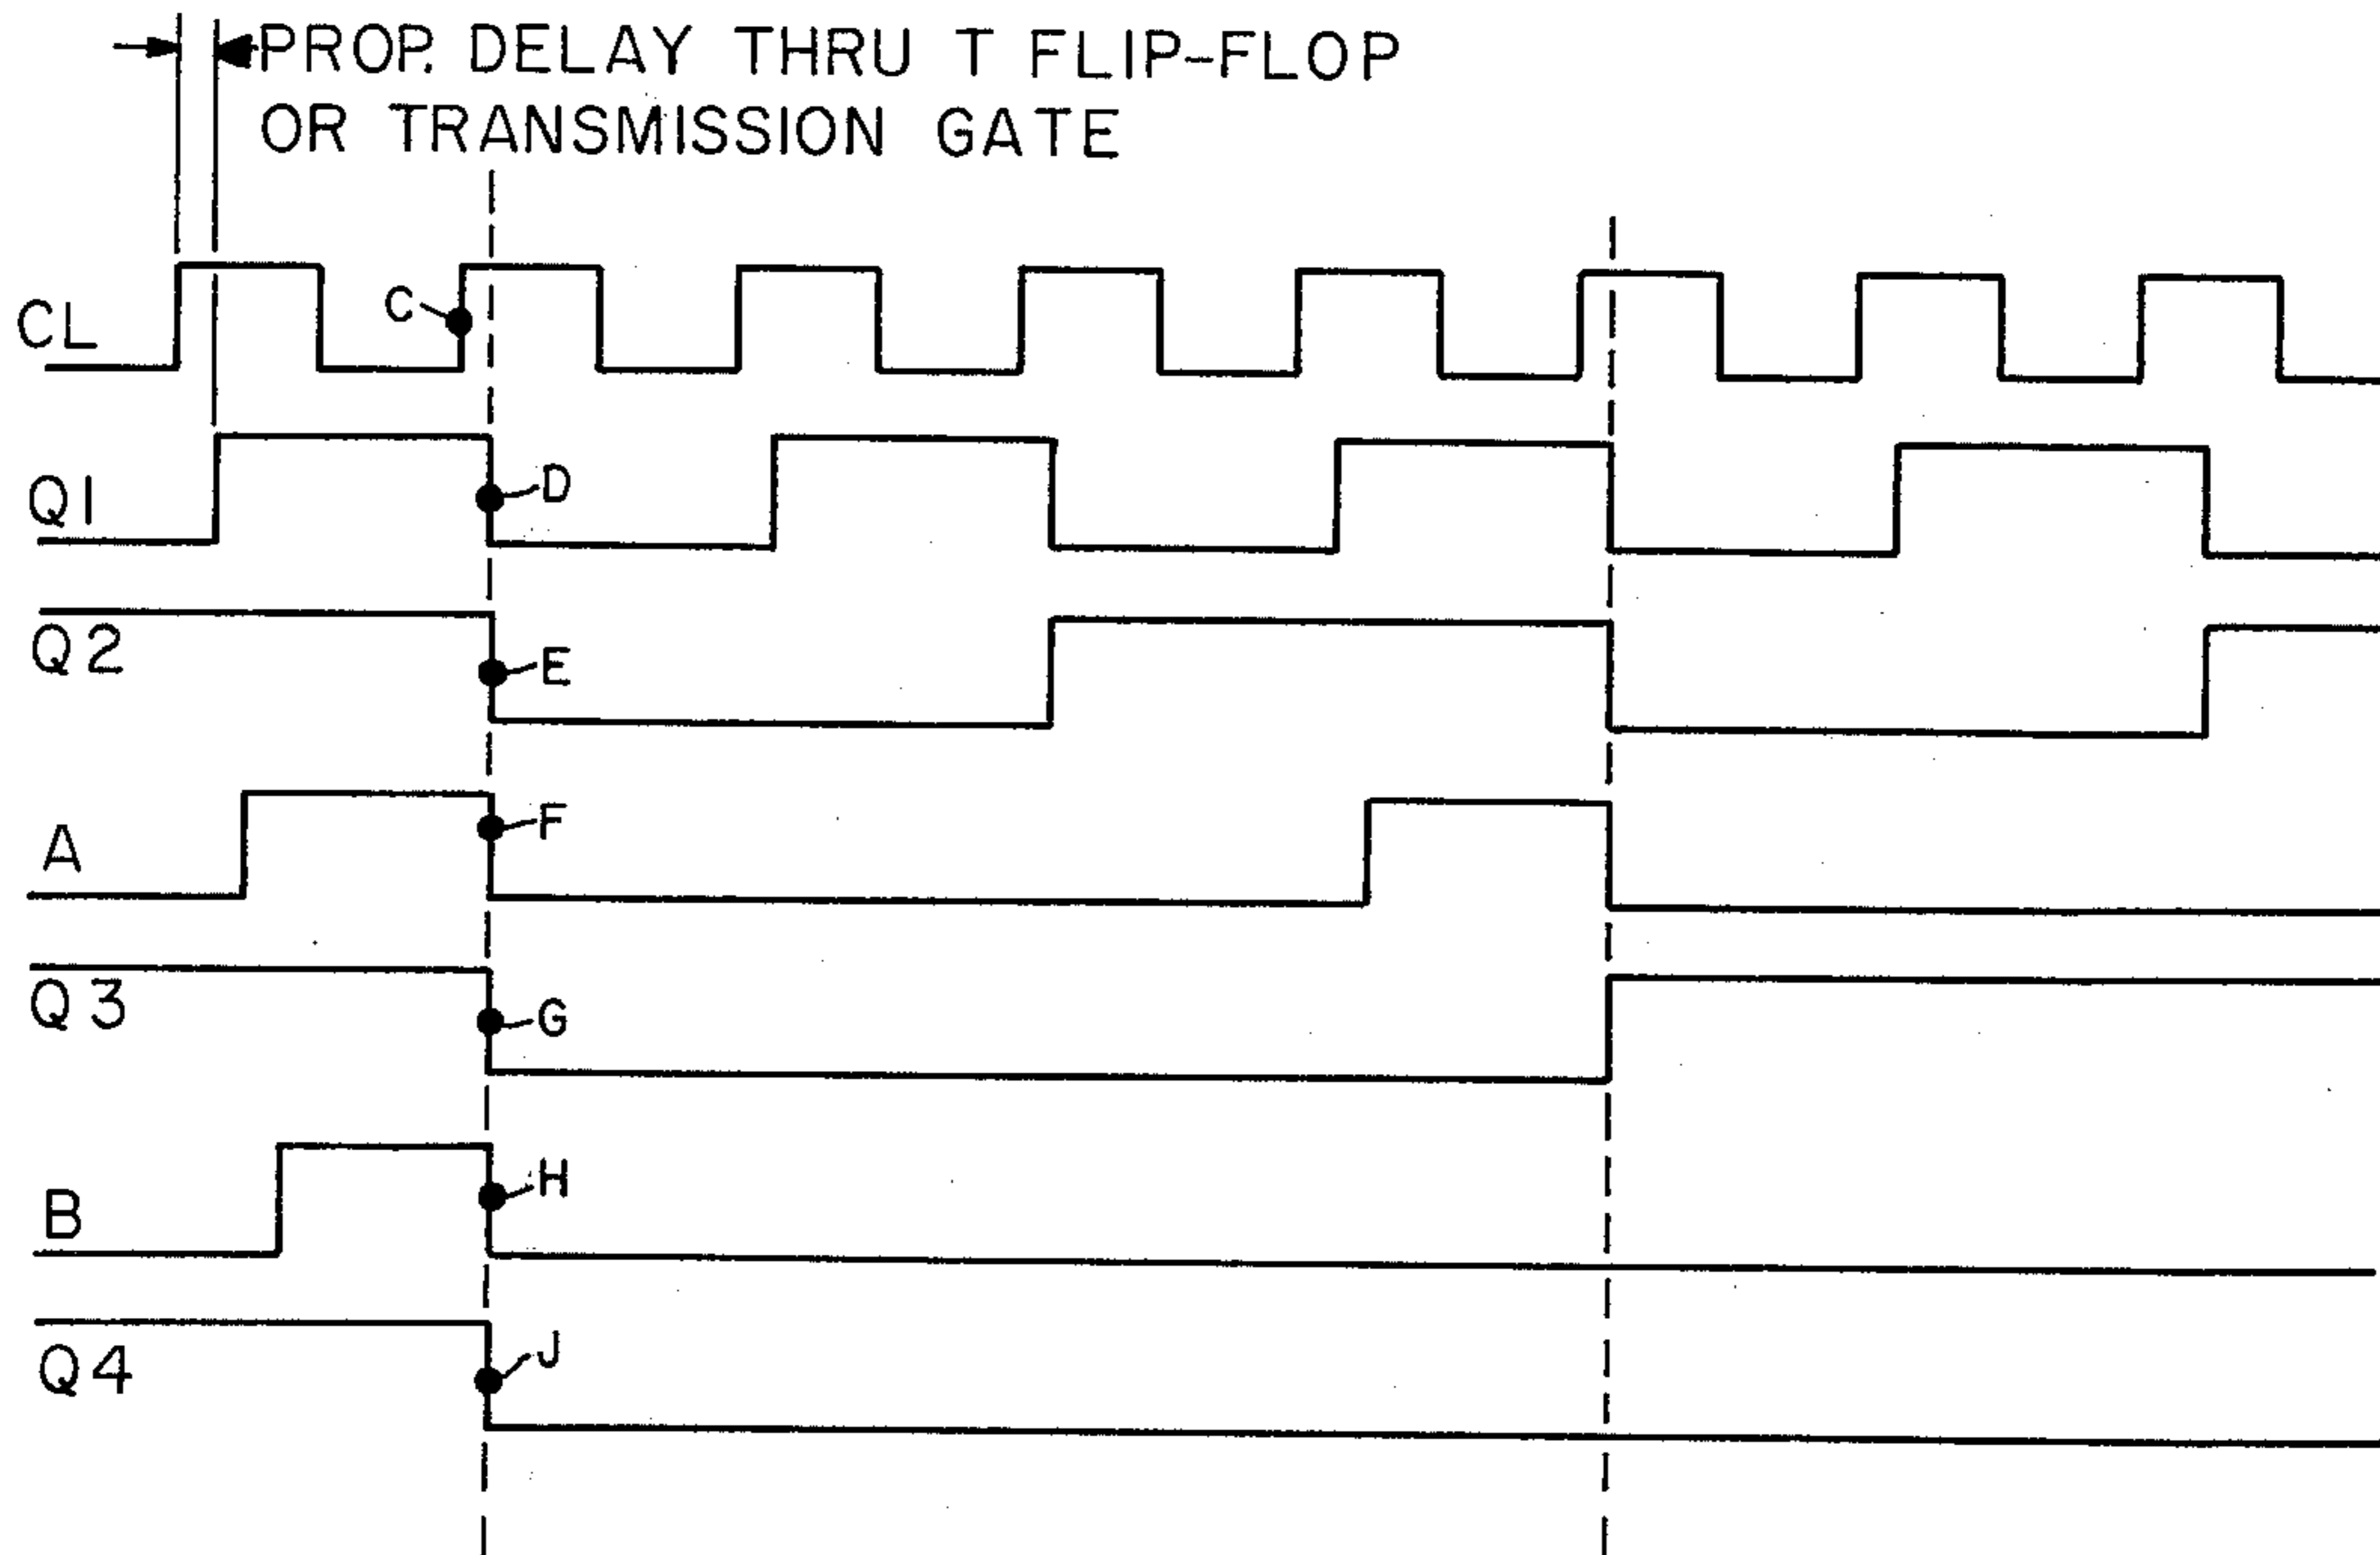 PROP. DELAY THRU T FLIP-FLOP
OR TRANSMISSION GATE
CL
C
Q1
D
Q2
E
A
F
Q3
G
B
H
Q4
J